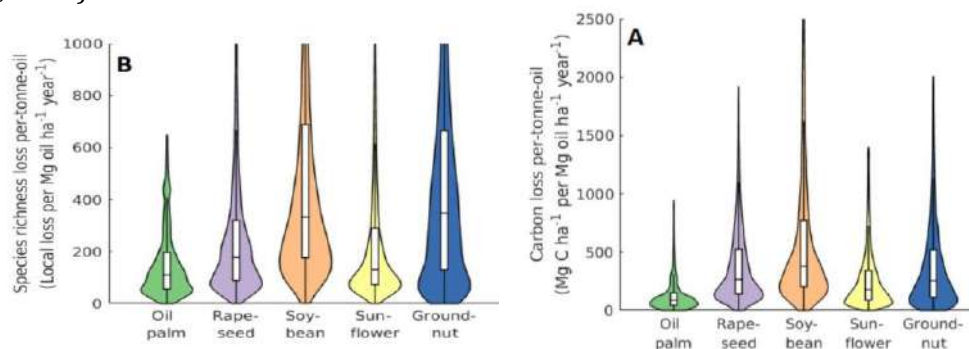 B
Species richness loss per-tonne-oil
(Local loss per Mg oil ha⁻¹ year⁻¹)
1000
800
600
400
200
0
Oil palm
Rape-seed
Soy-bean
Sun-flower
Ground-nut
A
Carbon loss per-tonne-oil
(Mg C ha⁻¹ per Mg oil ha⁻¹ year⁻¹)
2500
2000
1500
1000
500
0
Oil palm
Rape-seed
Soy-bean
Sun-flower
Ground-nut